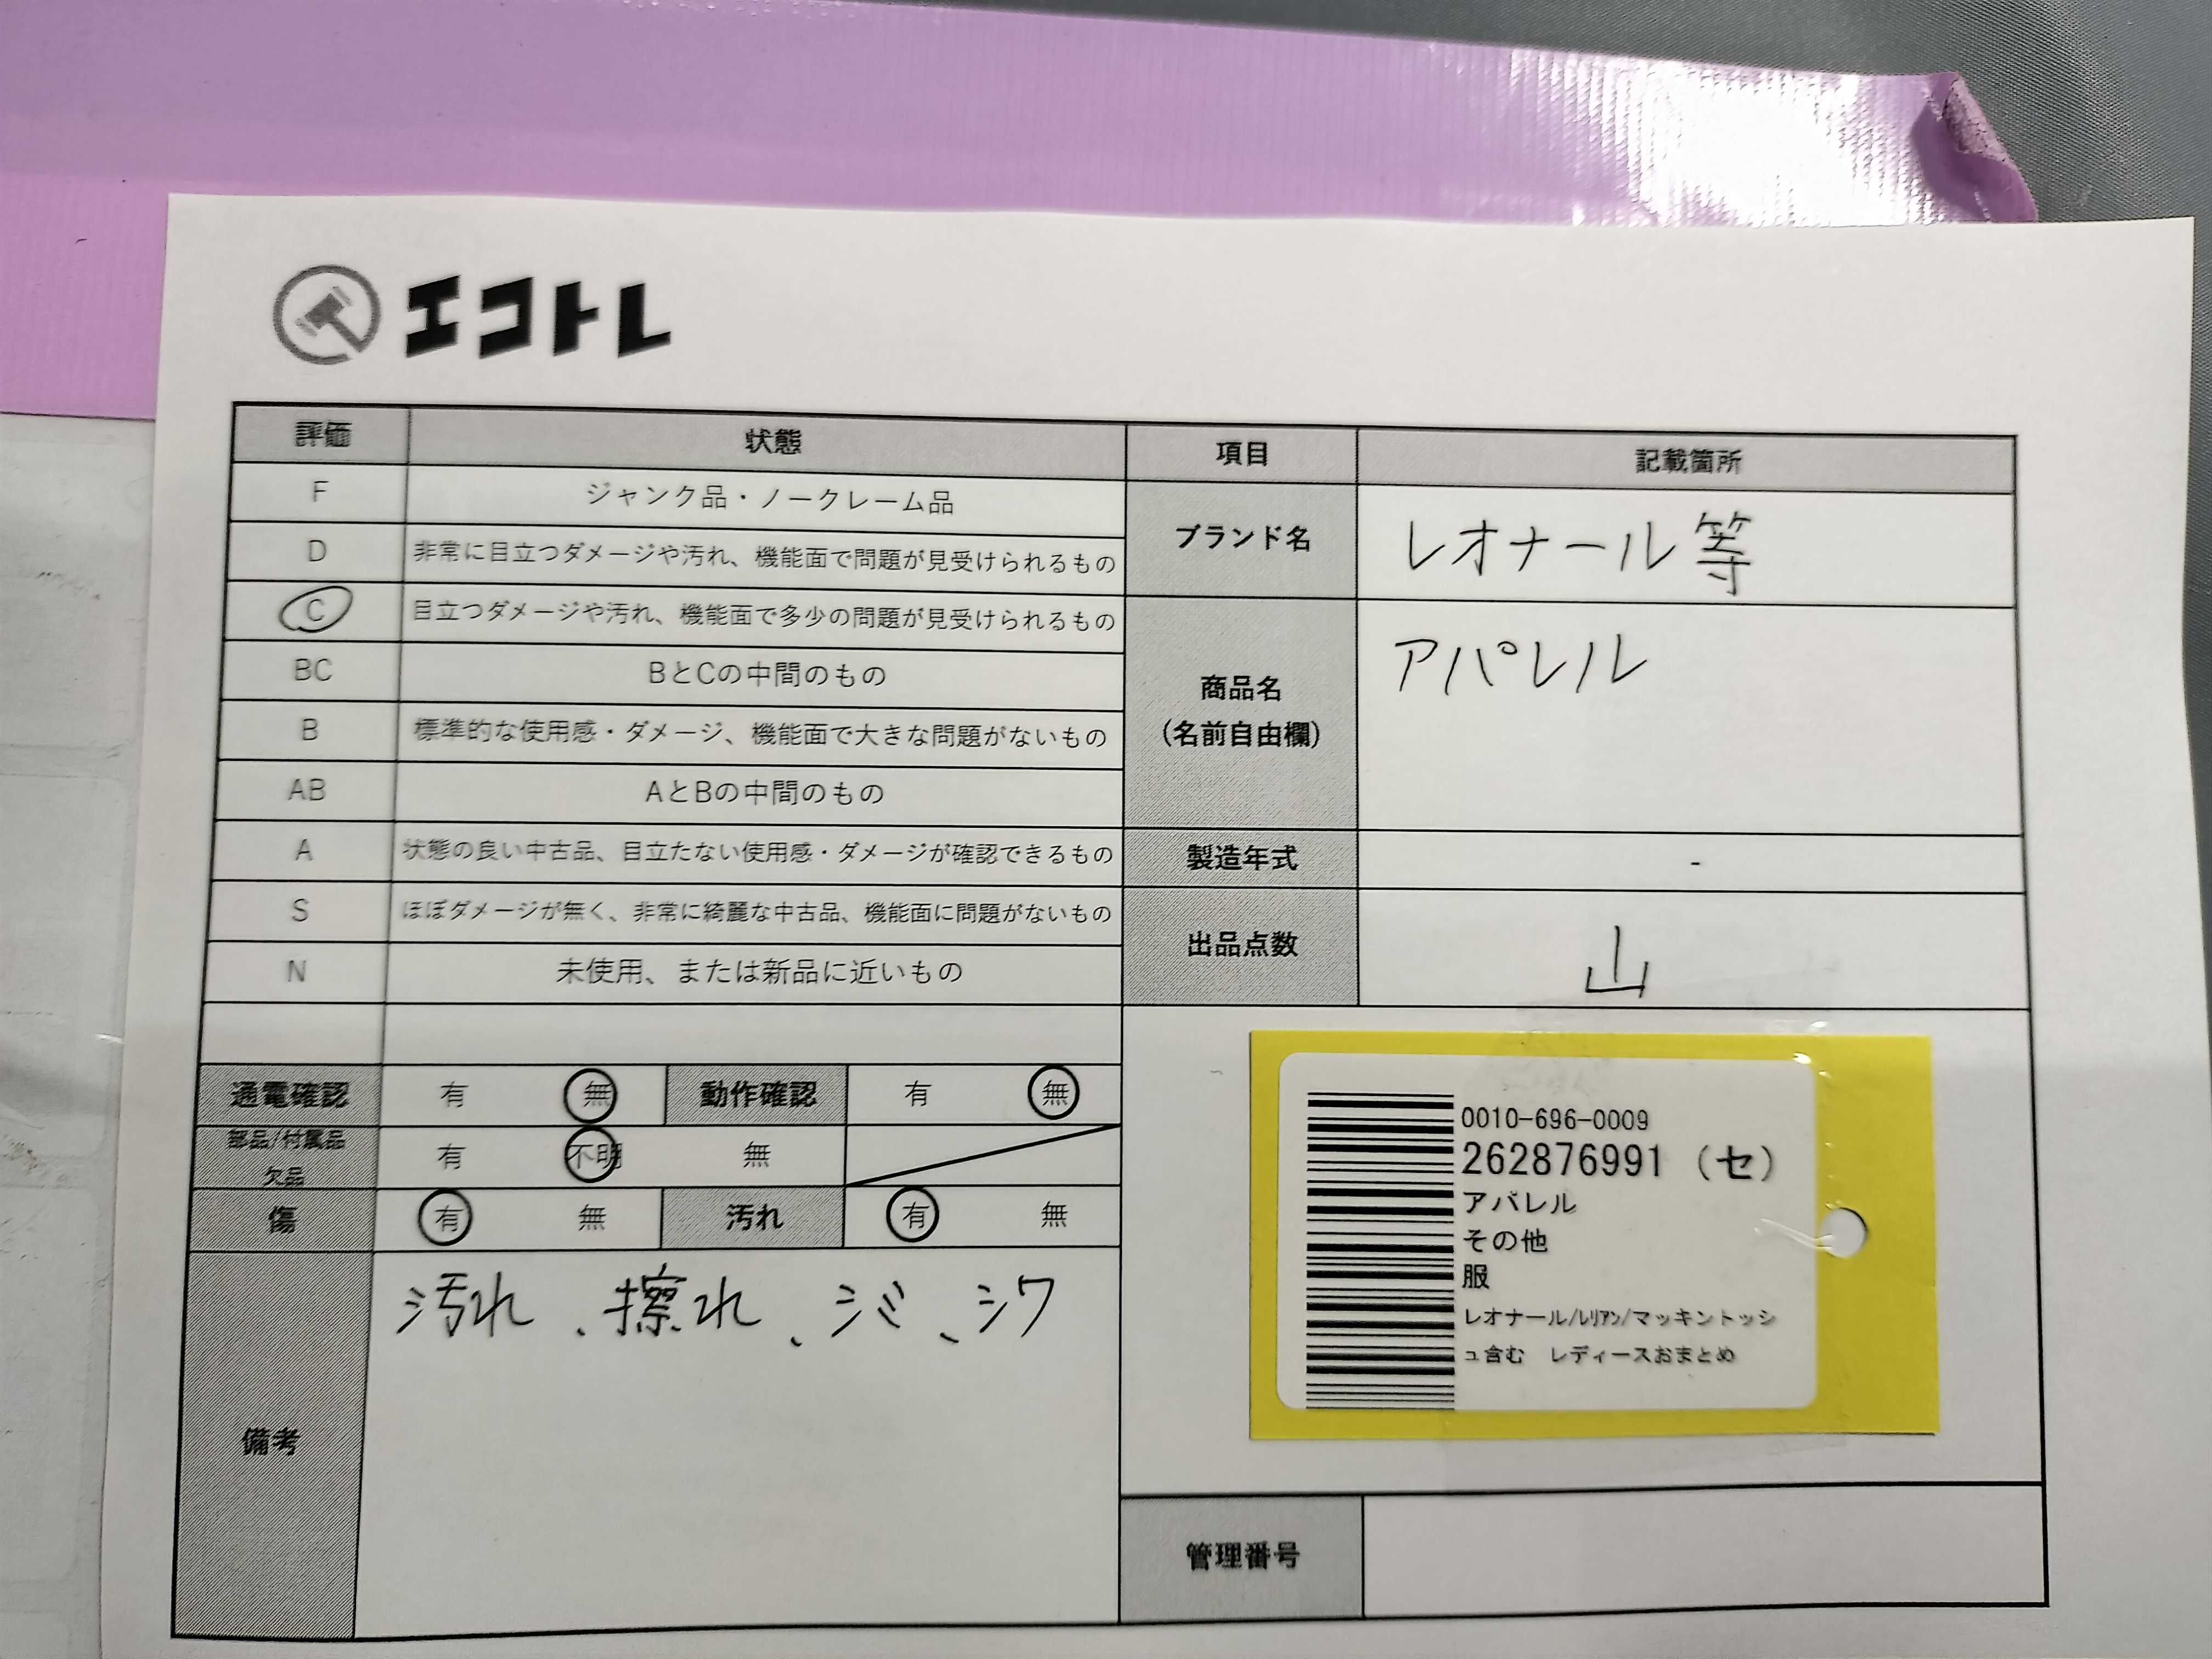 エコトレ
評価 状態
F ジャンク品・ノークレーム品
D 非常に目立つダメージや汚れ、機能面で問題が見受けられるもの
C 目立つダメージや汚れ、機能面で多少の問題が見受けられるもの
BC BとCの中間のもの
B 標準的な使用感・ダメージ、機能面で大きな問題がないもの
AB AとBの中間のもの
A 状態の良い中古品、目立たない使用感・ダメージが確認できるもの
S ほぼダメージが無く、非常に綺麗な中古品、機能面に問題がないもの
N 未使用、または新品に近いもの
通電確認 有 無 動作確認 有 無
部品/付属品
欠品 有 不明 無
傷 有 無 汚れ 有 無
備考 汚れ、擦れ、シミ、シワ
項目 記載箇所
ブランド名 レオナール等
商品名
(名前自由欄) アパレル
製造年式 -
出品点数 山
0010-696-0009
262876991 (セ)
アパレル
その他
服
レオナール/ﾚﾘｱﾝ/マッキントッシ
ュ含む レディースおまとめ
管理番号